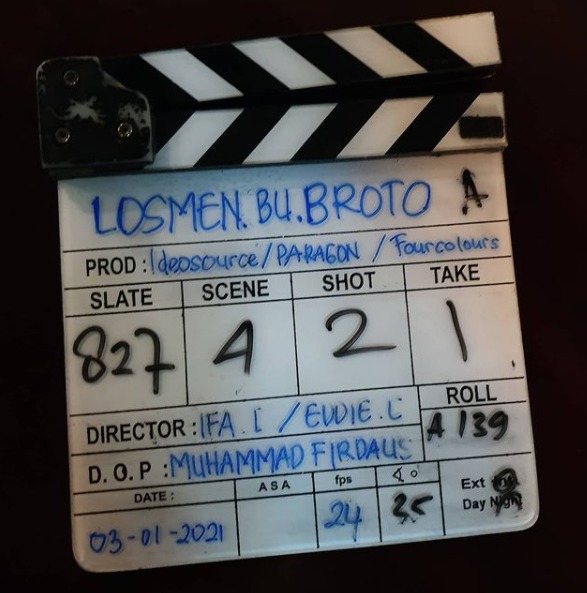 LOSMEN. BU. BROTO A
PROD : Ideosource / PARAGON / Fourcolours
SLATE SCENE SHOT TAKE
827 4 2 1
ROLL
DIRECTOR : IFA. I / EDDIE. C A 139
D. O. P : MUHAMMAD FIRDAUS
DATE : ASA fps
03-01-2021 24 25
Ext
Day Night